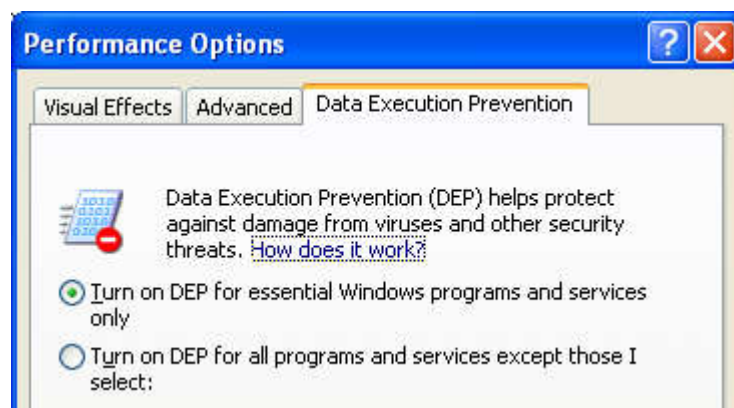 Performance Options
Visual Effects Advanced Data Execution Prevention
Data Execution Prevention (DEP) helps protect
against damage from viruses and other security
threats. How does it work?
Turn on DEP for essential Windows programs and services
only
Turn on DEP for all programs and services except those I
select: